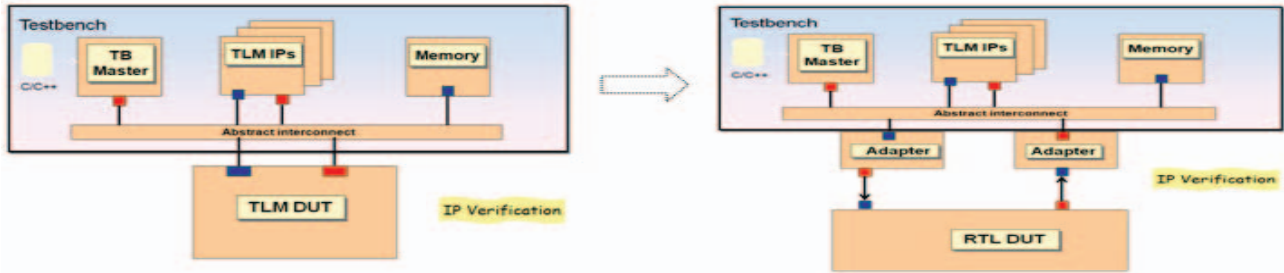 Testbench
TB
Master
TLM IPs
Memory
C/C++
Abstract interconnect
TLM DUT
IP Verification
Testbench
TB
Master
TLM IPs
Memory
C/C++
Abstract interconnect
Adapter
Adapter
IP Verification
RTL DUT